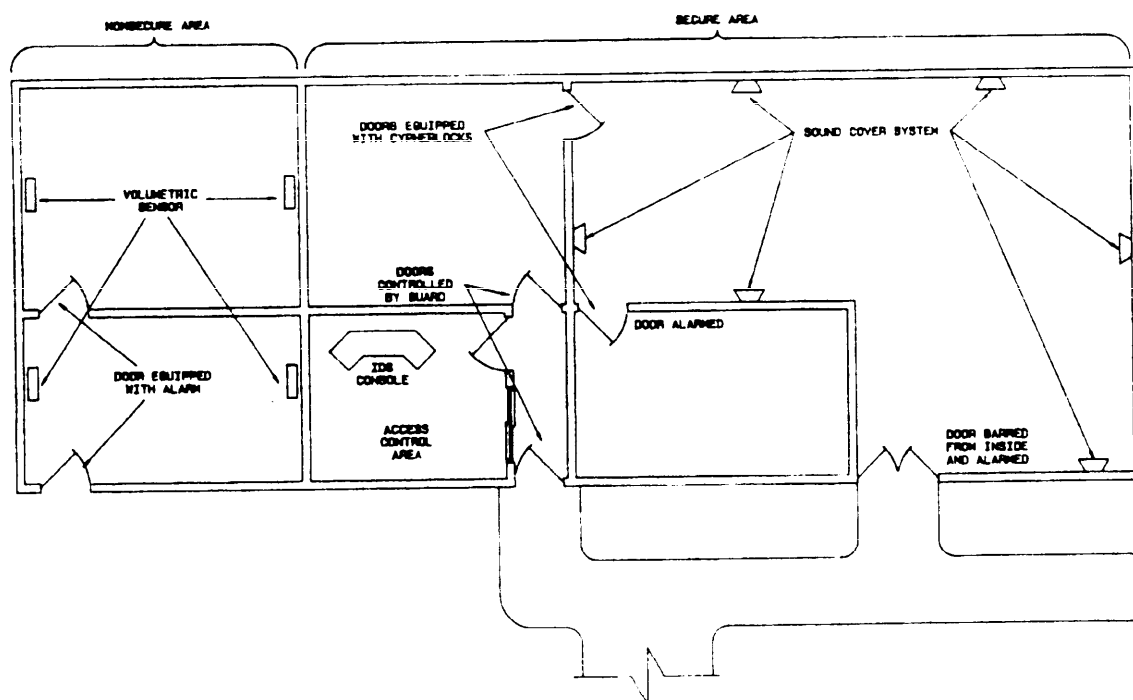 NONSECURE AREA
SECURE AREA
DOORS EQUIPPED
WITH CYPHERLOCKS
SOUND COVER SYSTEM
VOLUMETRIC
SENSOR
DOORS
CONTROLLED
BY GUARD
DOOR ALARMED
DOOR EQUIPPED
WITH ALARM
IDS
CONSOLE
ACCESS
CONTROL
AREA
DOOR BARRED
FROM INSIDE
AND ALARMED